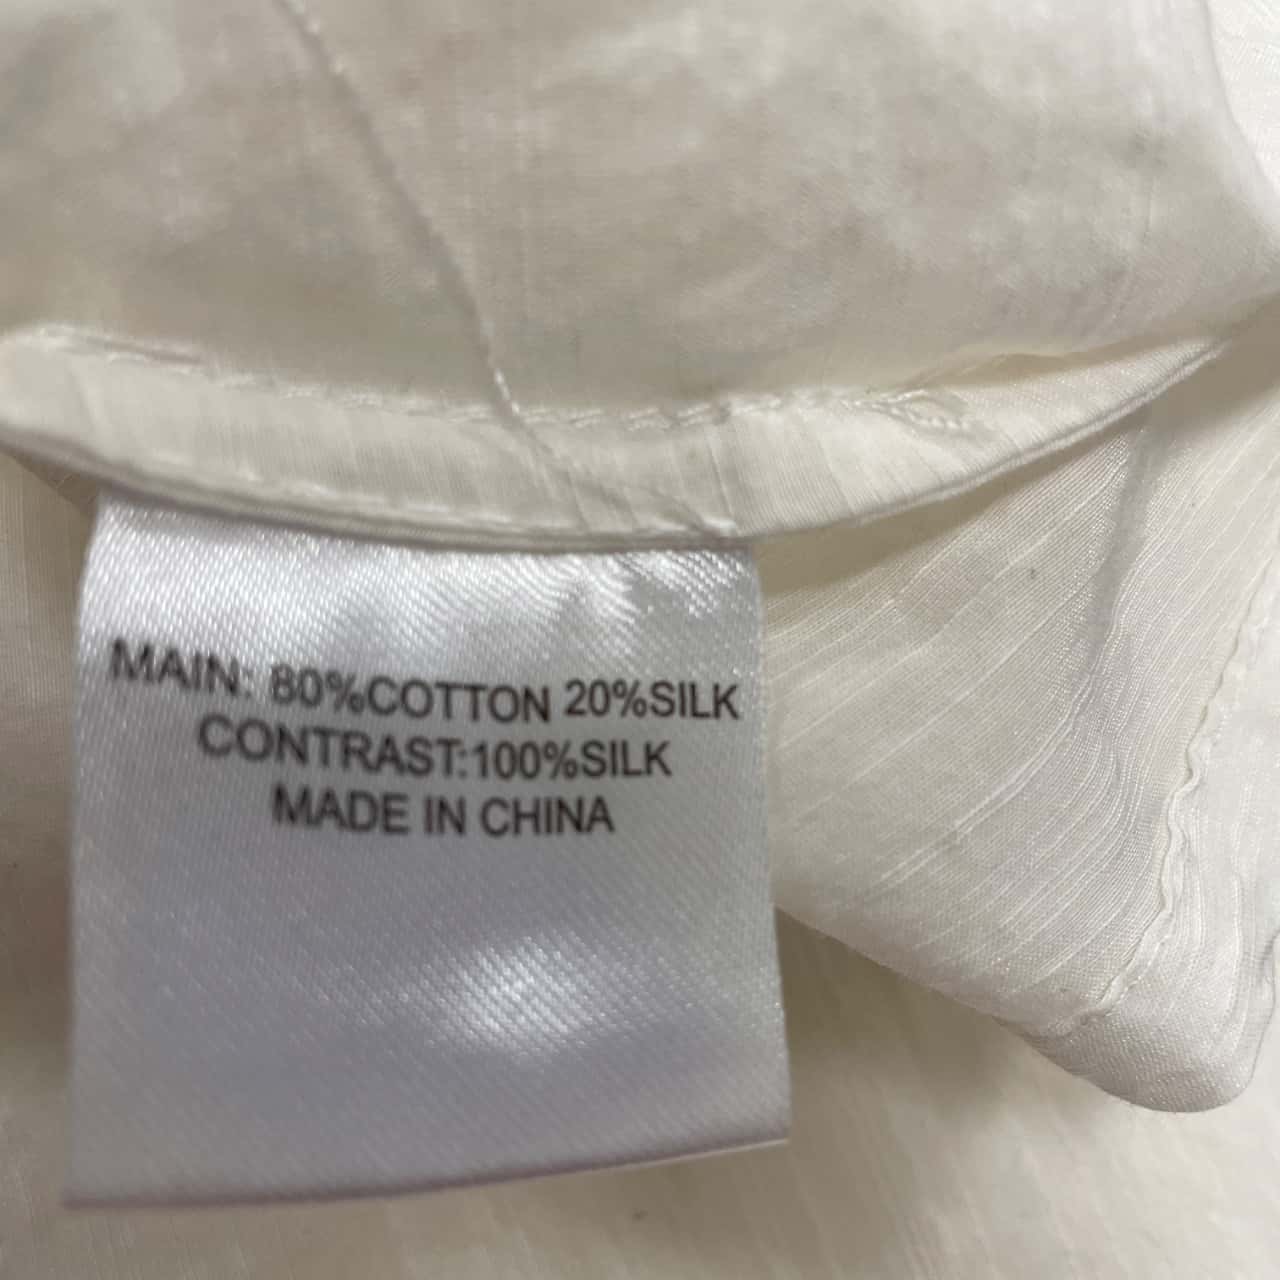 MAIN: 80%COTTON 20%SILK
CONTRAST:100%SILK
MADE IN CHINA